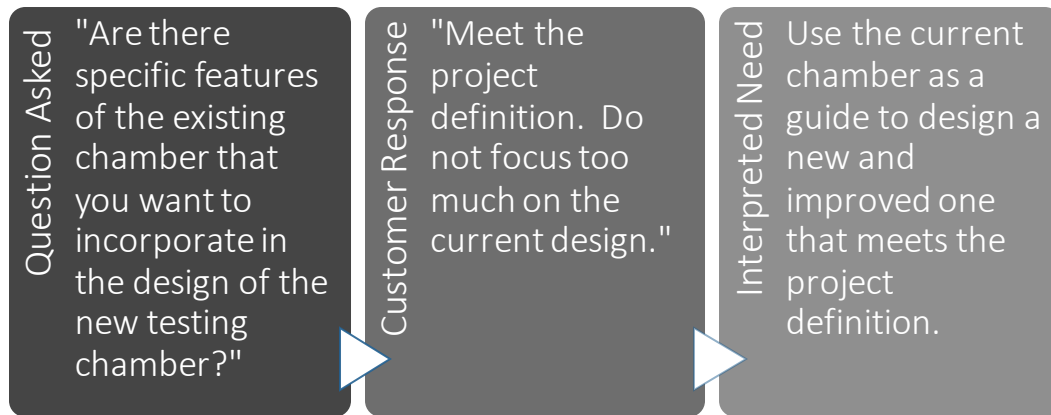 Question Asked
"Are there
specific features
of the existing
chamber that
you want to
incorporate in
the design of the
new testing
chamber?"
Customer Response
"Meet the
project
definition.  Do
not focus too
much on the
current design."
Interpreted Need
Use the current
chamber as a
guide to design a
new and
improved one
that meets the
project
definition.